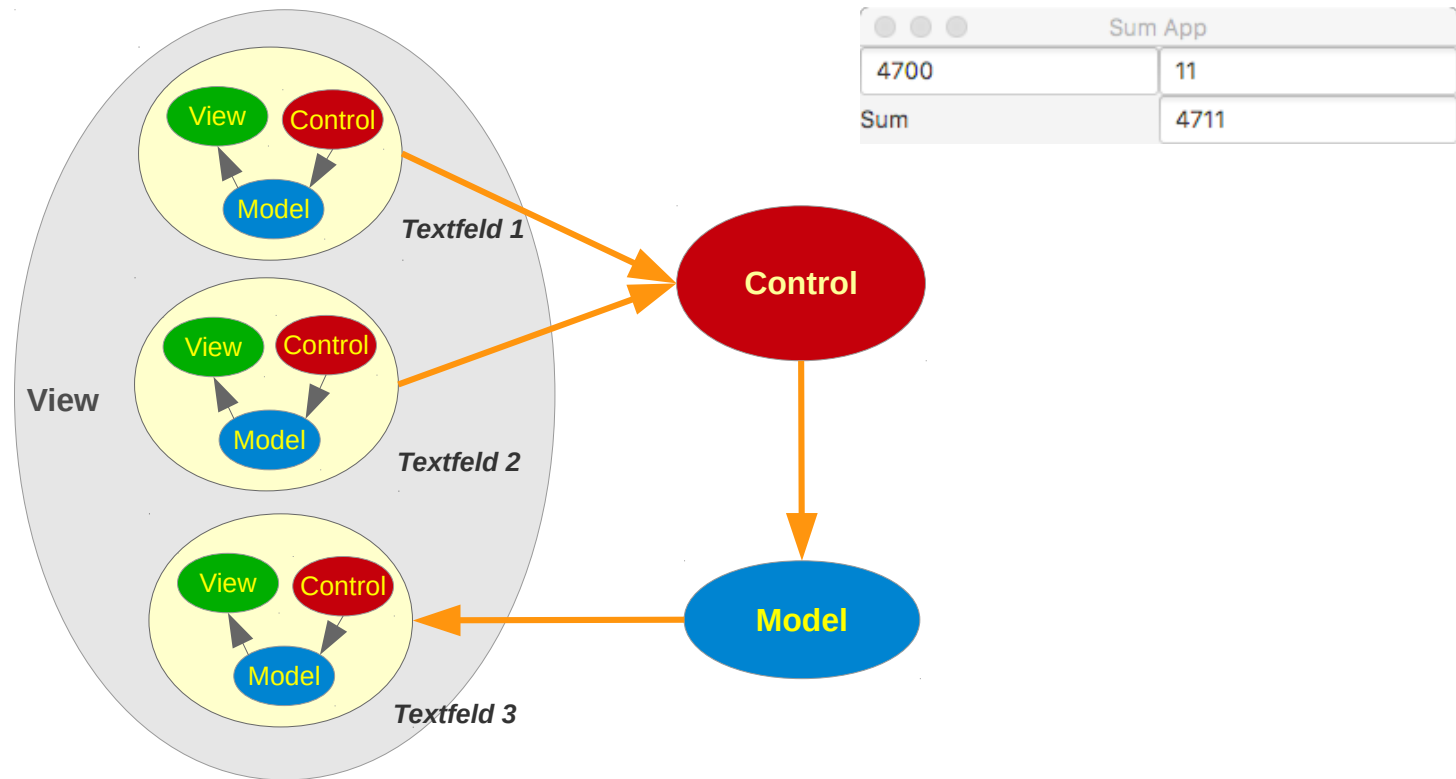 View
Control
Model
Textfeld 1
View
Control
Model
Textfeld 2
View
Control
Model
Textfeld 3
View
Control
Model
Sum App
4700
11
Sum
4711